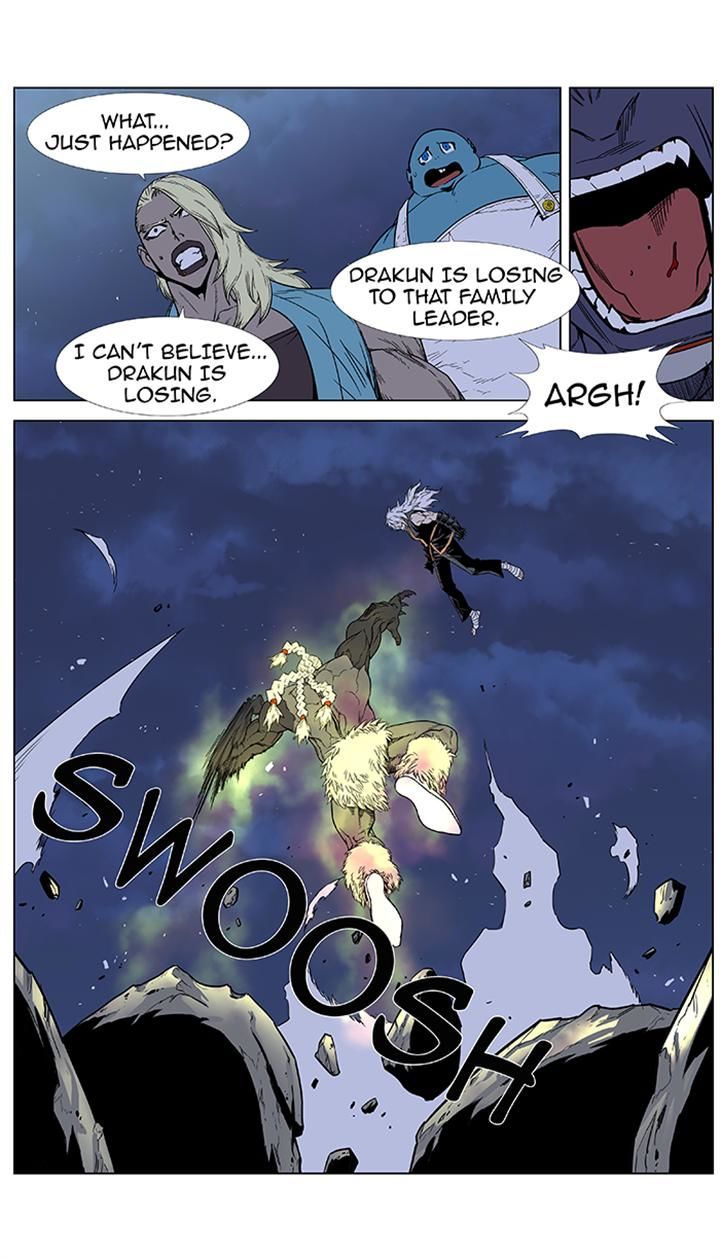 WHAT...
JUST HAPPENED?
I CAN'T BELIEVE...
DRAKUN IS
LOSING.
DRAKUN IS LOSING
TO THAT FAMILY
LEADER.
ARGH!
SWOOSH